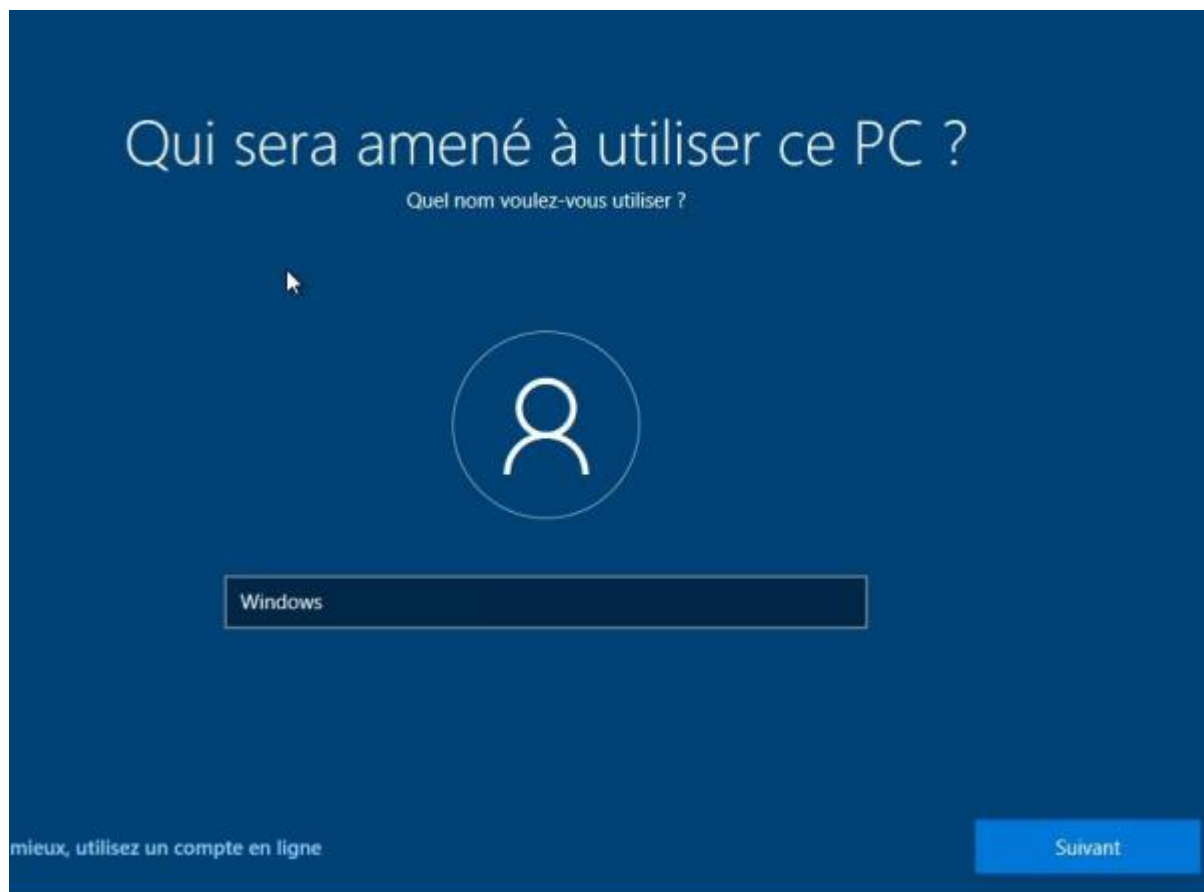 Qui sera amené à utiliser ce PC ?
Quel nom voulez-vous utiliser ?
Windows
mieux, utilisez un compte en ligne
Suivant